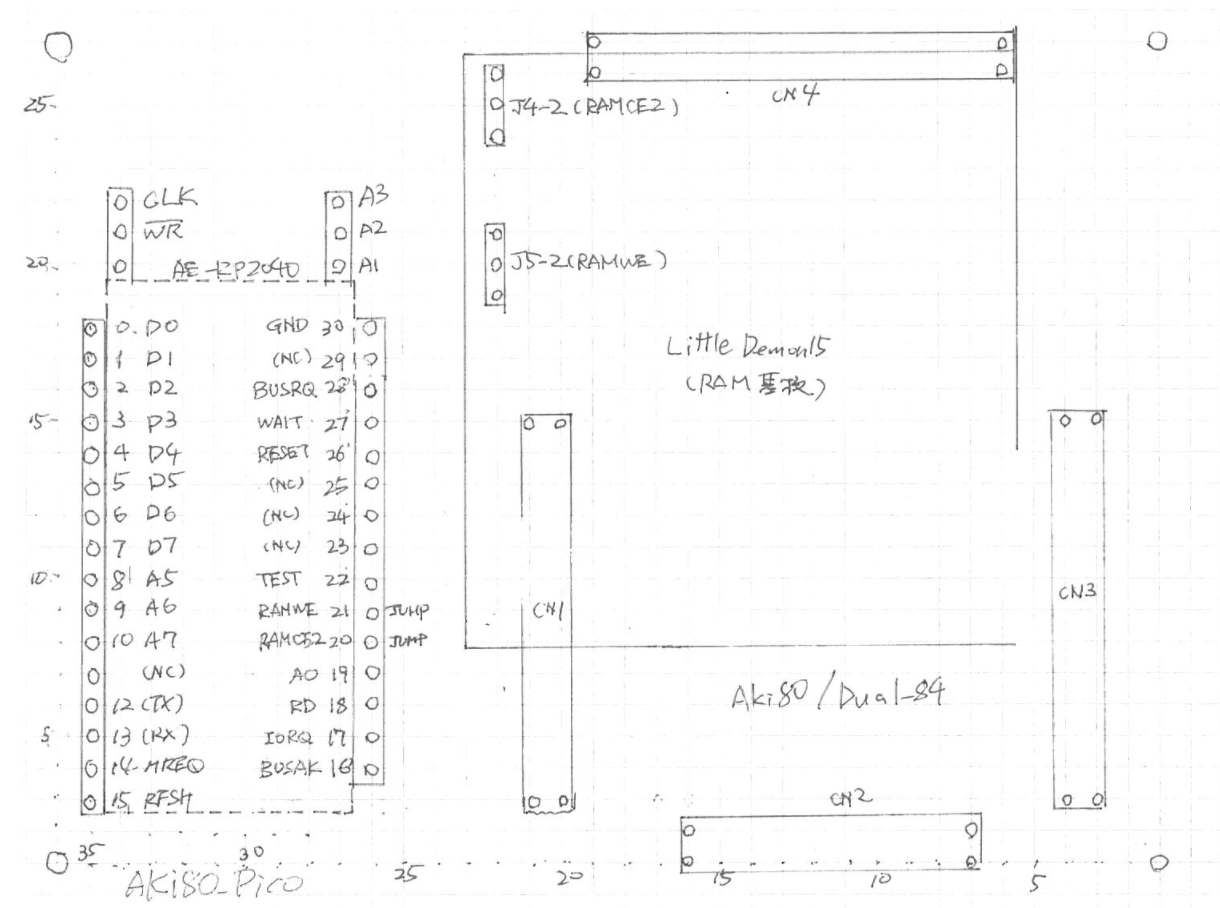 CN4
25-
J4-2 (RAMCE2)
CLK
A3
WR
A2
20-
AE-RP2040
A1
J5-2 (RAMWE)
0. D0
GND 30
1 D1
(NC) 29
Little Demon15
2 D2
BUSRQ 28
(RAM 基板)
15-
3 D3
WAIT 27
4 D4
RESET 26
5 D5
(NC) 25
6 D6
(NC) 24
7 D7
(NC) 23
10-
8 A5
TEST 22
CN3
9 A6
RAMWE 21
JUMP
CN1
10 A7
RAMCE2 20
JUMP
(NC)
A0 19
Aki80/Dual-84
12 (TX)
RD 18
5
13 (RX)
IORQ 17
14 MREQ
BUSAK 16
15 RFSH
CN2
35
30
25
20
15
10
5
AKi80_Pico